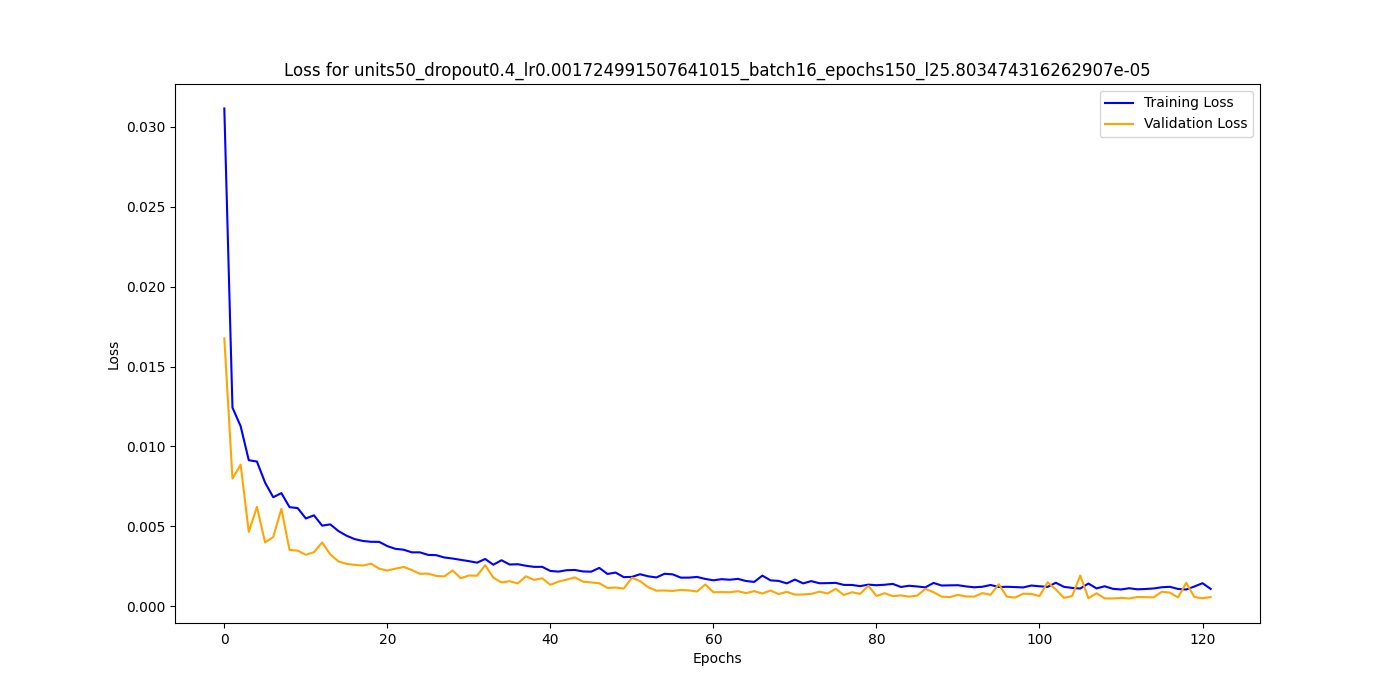 Loss for units50_dropout0.4_lr0.001724991507641015_batch16_epochs150_l25.803474316262907e-05
Training Loss
Validation Loss
0.030
0.025
0.020
0.015
0.010
0.005
0.000
Loss
0 20 40 60 80 100 120
Epochs